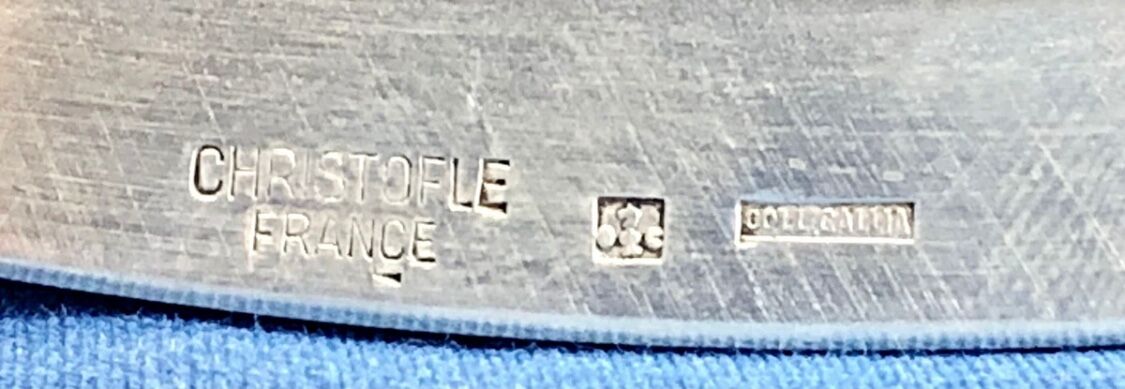 CHRISTOFLE
FRANCE
O C
COLL.GALLIA